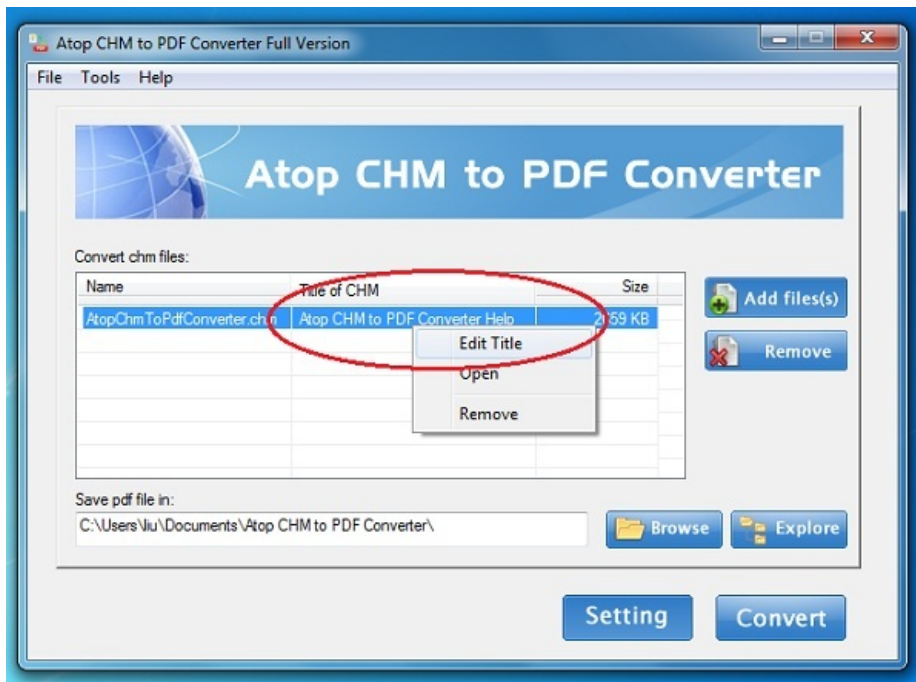 Atop CHM to PDF Converter Full Version
File Tools Help
Atop CHM to PDF Converter
Convert chm files:
Name Title of CHM Size
AtopChmToPdfConverter.chm Atop CHM to PDF Converter Help 2059 KB
Add files(s)
Edit Title
Remove
Open
Remove
Save pdf file in:
C:\Users\liu\Documents\Atop CHM to PDF Converter\
Browse Explore
Setting Convert